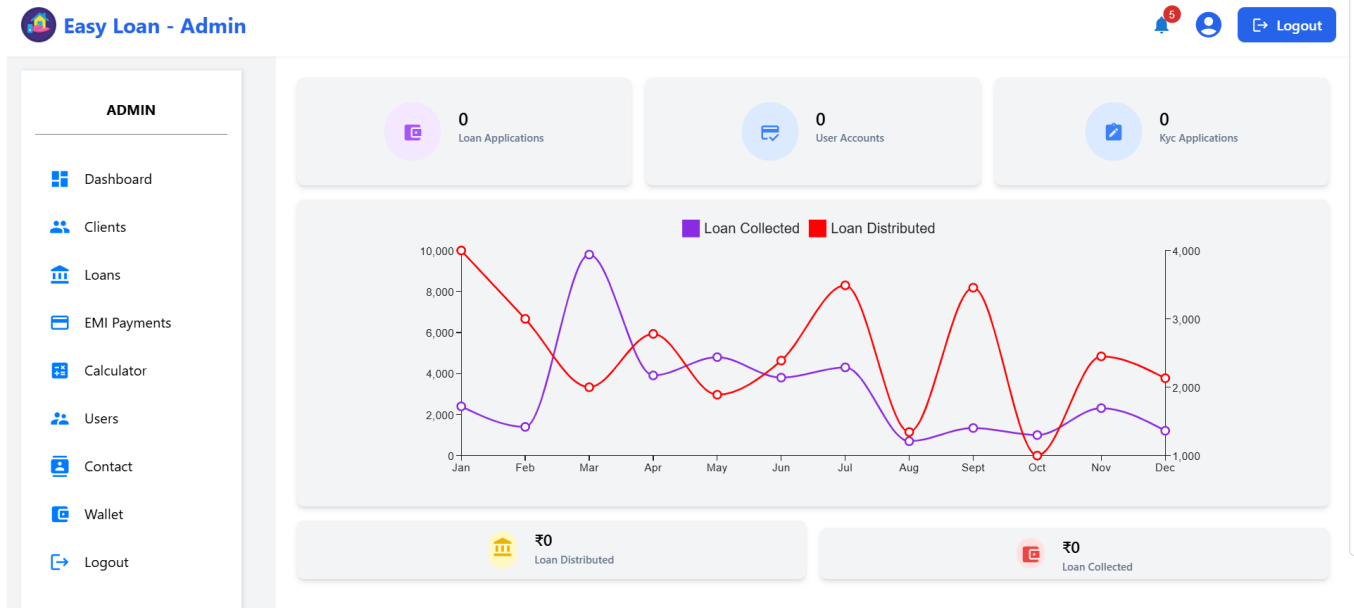 Easy Loan - Admin
5
Logout
ADMIN
Dashboard
Clients
Loans
EMI Payments
Calculator
Users
Contact
Wallet
Logout
0
Loan Applications
0
User Accounts
0
Kyc Applications
Loan Collected Loan Distributed
10,000
8,000
6,000
4,000
2,000
0
4,000
3,000
2,000
1,000
Jan Feb Mar Apr May Jun Jul Aug Sept Oct Nov Dec
₹0
Loan Distributed
₹0
Loan Collected